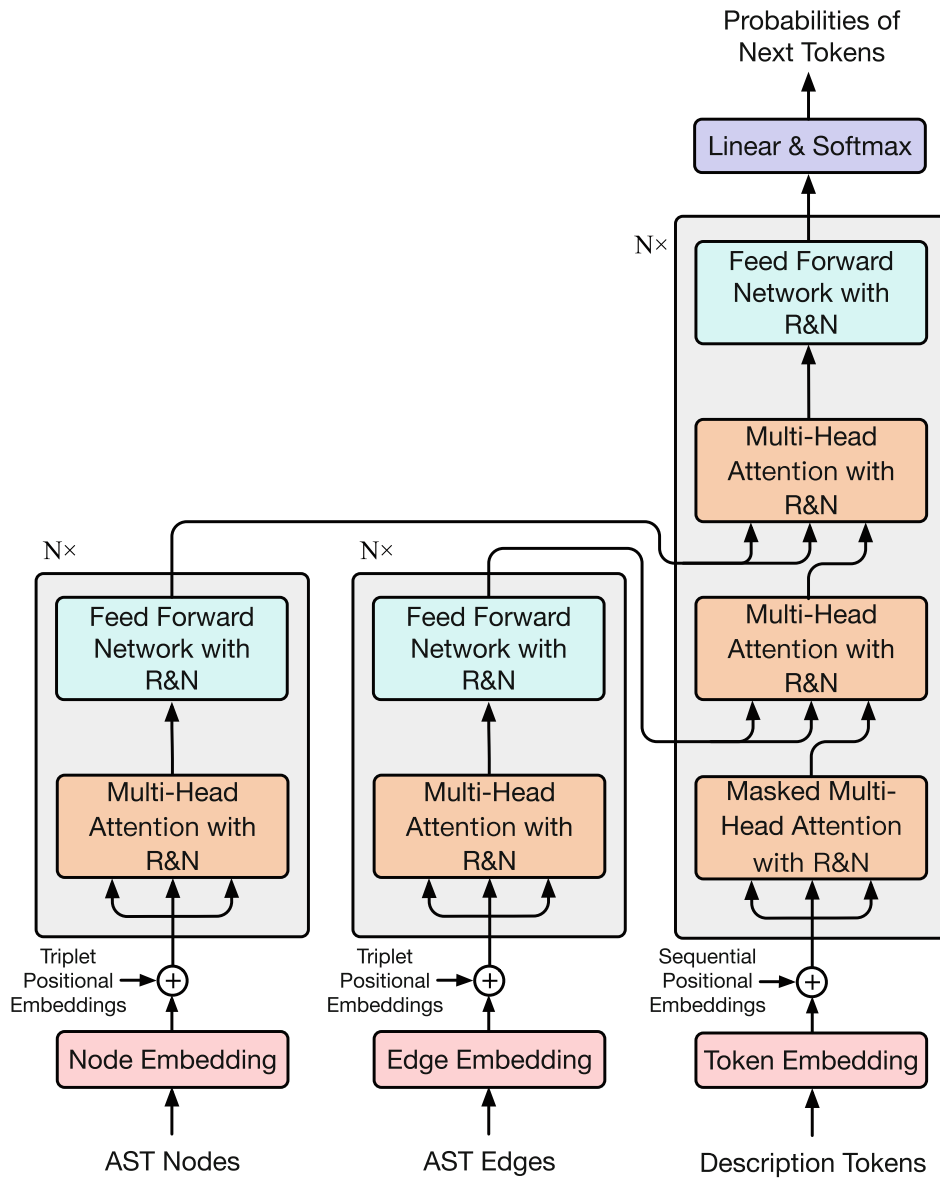 Probabilities of
Next Tokens
Linear & Softmax
N×
Feed Forward
Network with
R&N
Multi-Head
Attention with
R&N
Multi-Head
Attention with
R&N
Masked Multi-
Head Attention
with R&N
Sequential
Positional
Embeddings
+
Token Embedding
Description Tokens
N×
Feed Forward
Network with
R&N
Multi-Head
Attention with
R&N
Triplet
Positional
Embeddings
+
Node Embedding
AST Nodes
N×
Feed Forward
Network with
R&N
Multi-Head
Attention with
R&N
Triplet
Positional
Embeddings
+
Edge Embedding
AST Edges